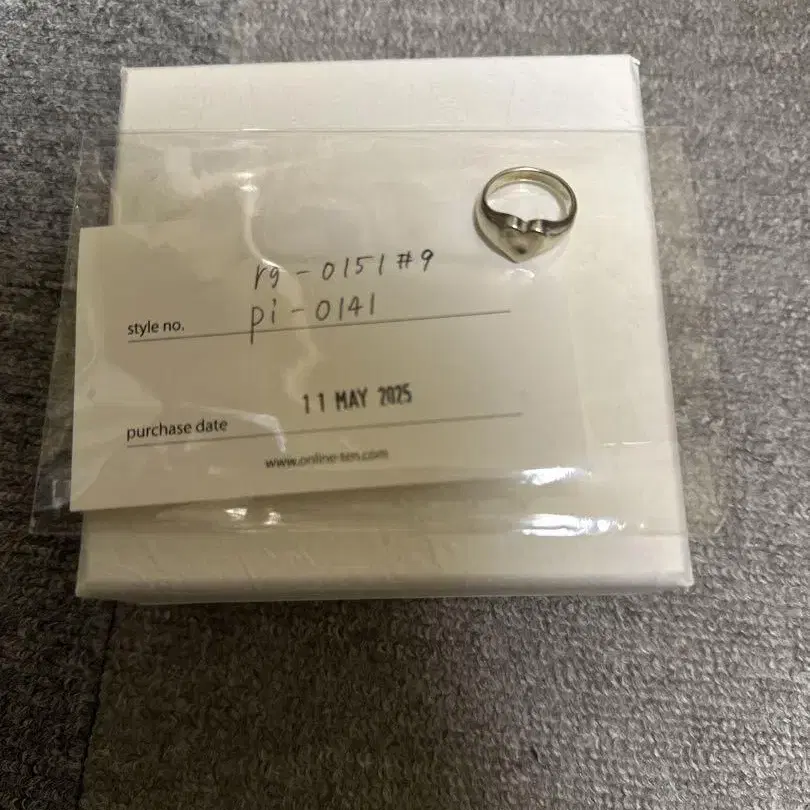 rg-0151 #9
style no. pi-0141
11 MAY 2025
purchase date
www.online-ten.com